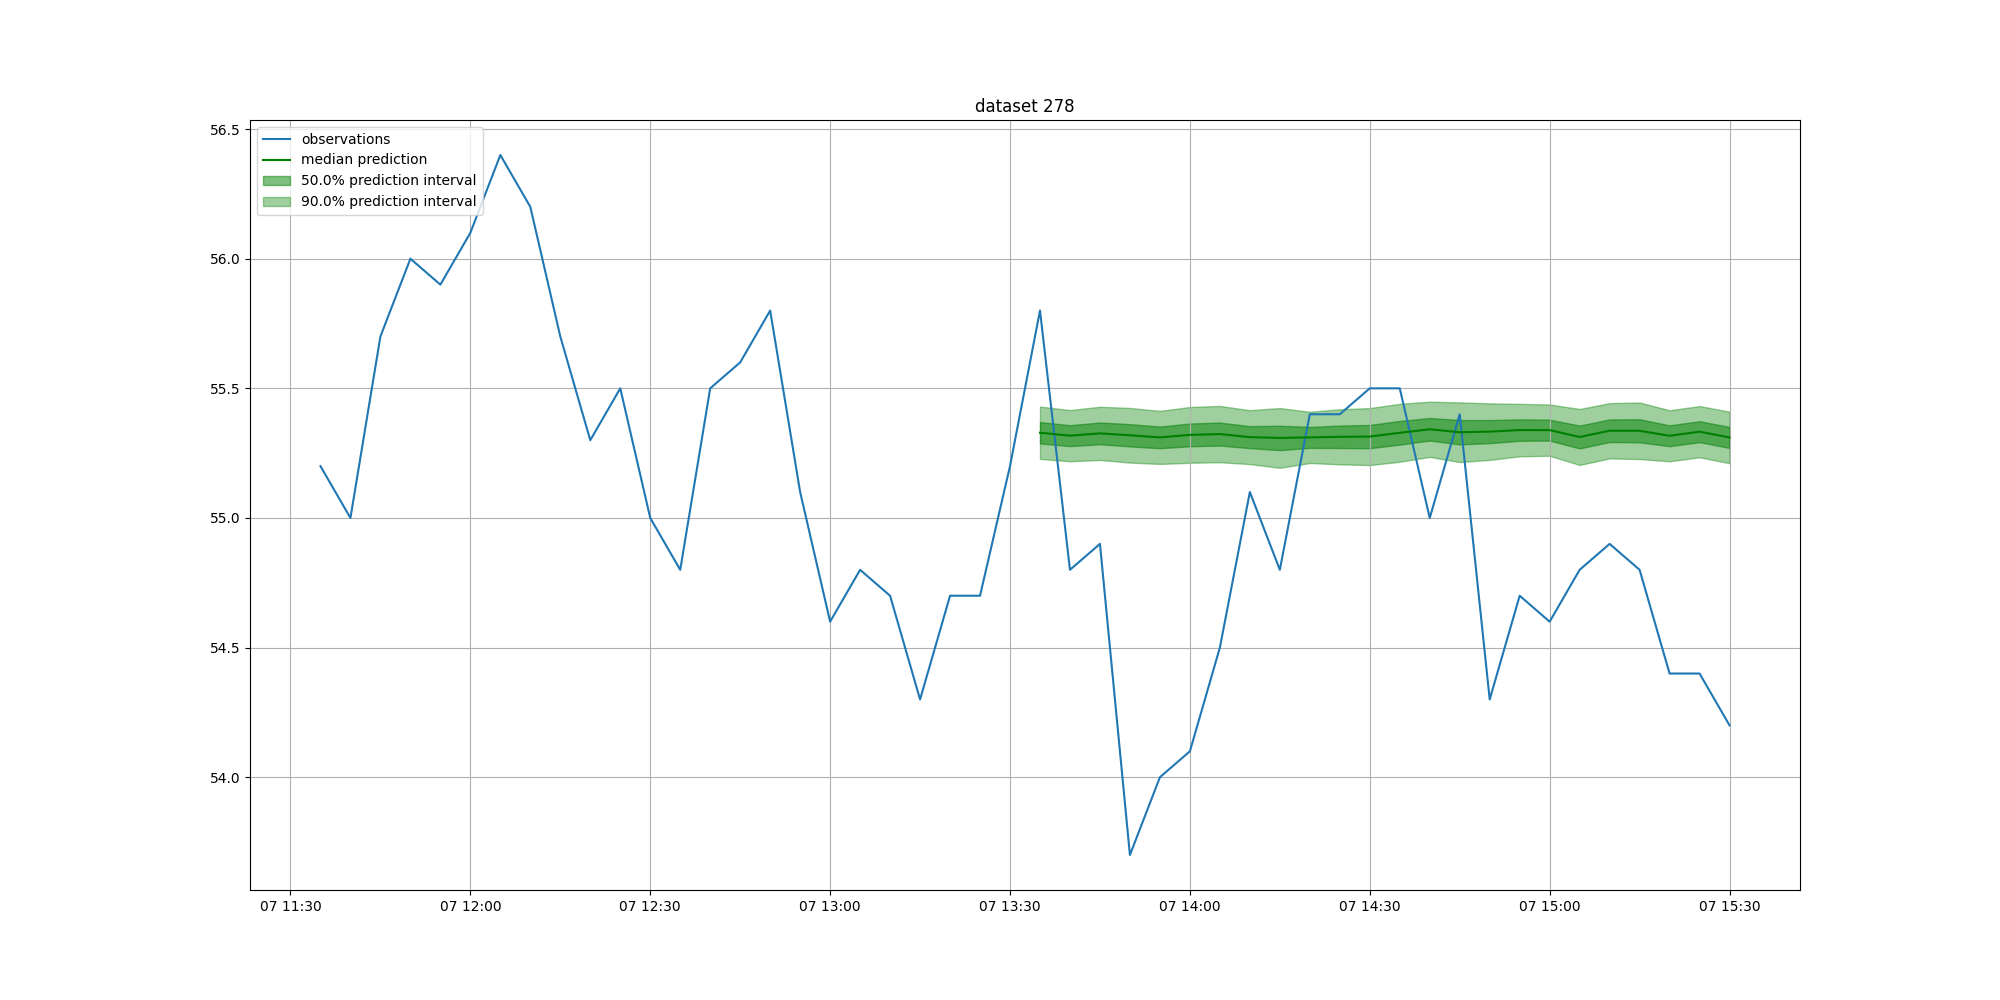 dataset 278
observations
median prediction
50.0% prediction interval
90.0% prediction interval
56.5
56.0
55.5
55.0
54.5
54.0
07 11:30 07 12:00 07 12:30 07 13:00 07 13:30 07 14:00 07 14:30 07 15:00 07 15:30